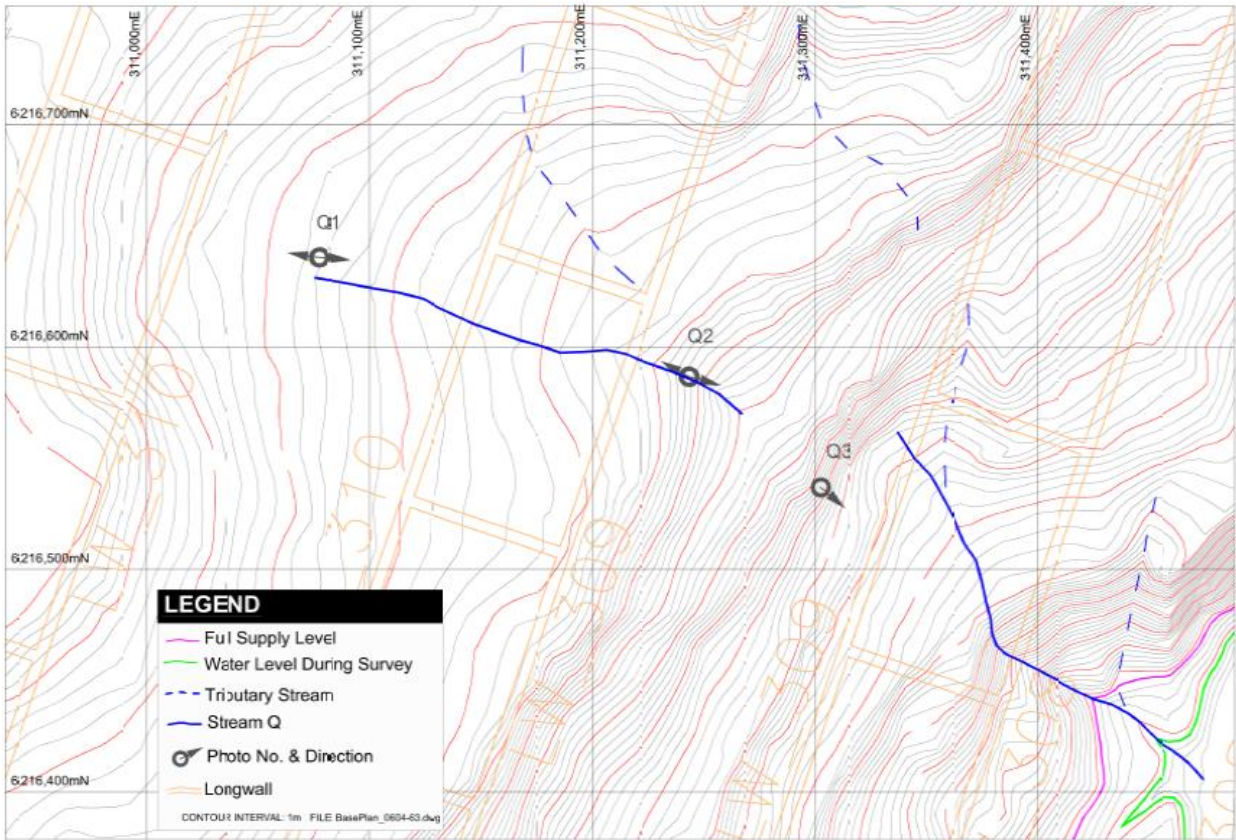 311,000mE
311,100mE
311,200mE
311,300mE
311,400mE
6216,700mN
Q1
6216,600mN
Q2
Q3
6216,500mN
309
6216,400mN
LEGEND
Full Supply Level
Water Level During Survey
Tributary Stream
Stream Q
Photo No. & Direction
Longwall
CONTOUR INTERVAL: 1m FILE BasePlan_0604-63.dwg